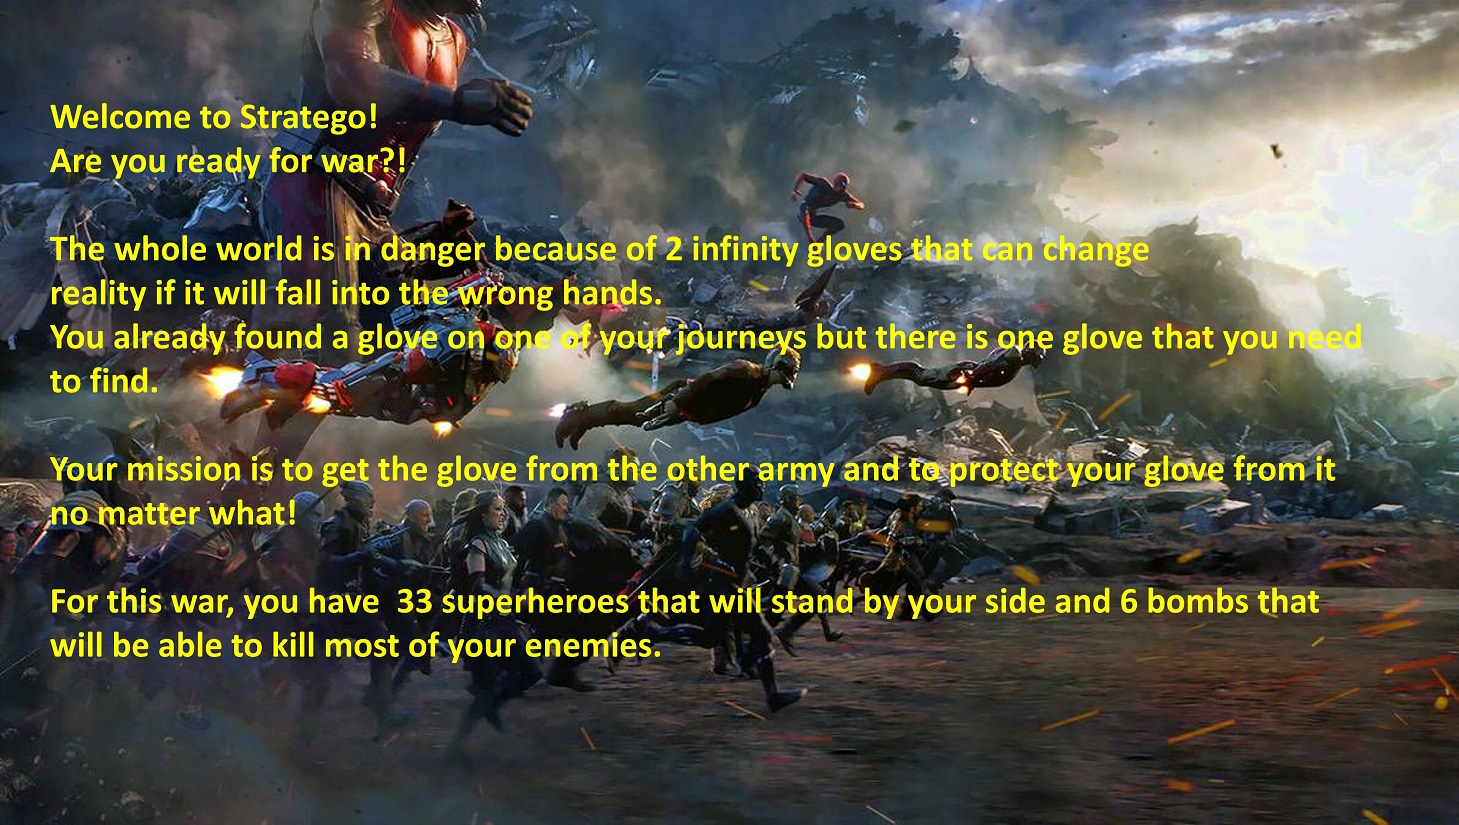 Welcome to Stratego!
Are you ready for war?!
The whole world is in danger because of 2 infinity gloves that can change
reality if it will fall into the wrong hands.
You already found a glove on one of your journeys but there is one glove that you need
to find.
Your mission is to get the glove from the other army and to protect your glove from it
no matter what!
For this war, you have  33 superheroes that will stand by your side and 6 bombs that
will be able to kill most of your enemies.